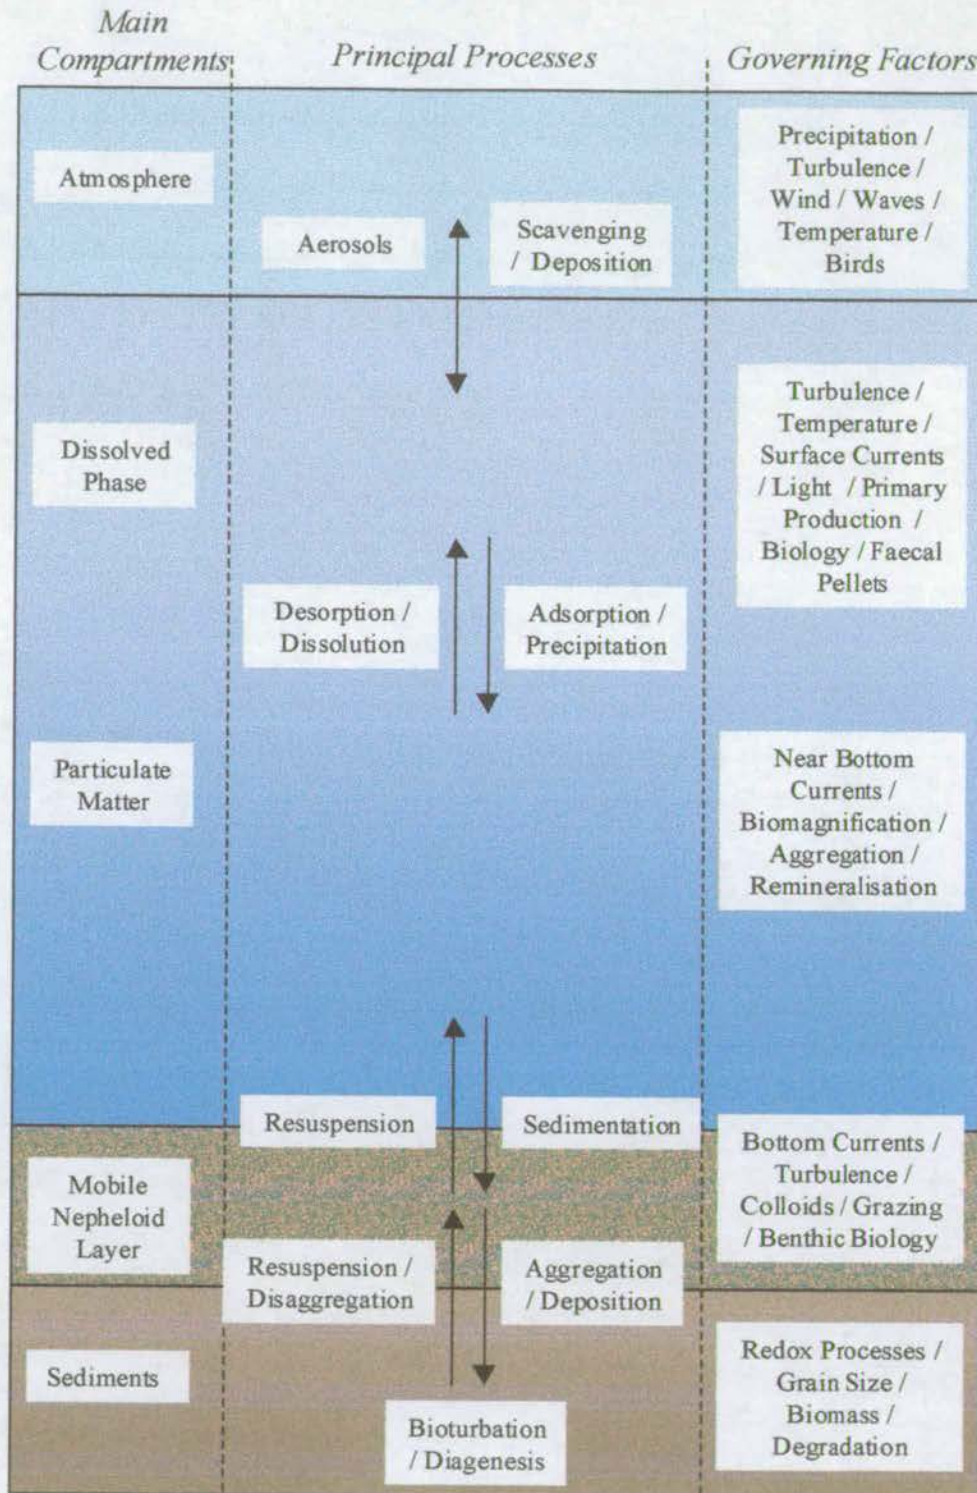 Main
Compartments
Principal Processes
Governing Factors
Atmosphere
Aerosols
Scavenging
/ Deposition
Precipitation /
Turbulence /
Wind / Waves /
Temperature /
Birds
Dissolved
Phase
Turbulence /
Temperature /
Surface Currents
/ Light / Primary
Production /
Biology / Faecal
Pellets
Desorption /
Dissolution
Adsorption /
Precipitation
Particulate
Matter
Near Bottom
Currents /
Biomagnification /
Aggregation /
Remineralisation
Resuspension
Sedimentation
Mobile
Nepheloid
Layer
Bottom Currents /
Turbulence /
Colloids / Grazing
/ Benthic Biology
Resuspension /
Disaggregation
Aggregation
/ Deposition
Sediments
Bioturbation
/ Diagenesis
Redox Processes /
Grain Size /
Biomass /
Degradation